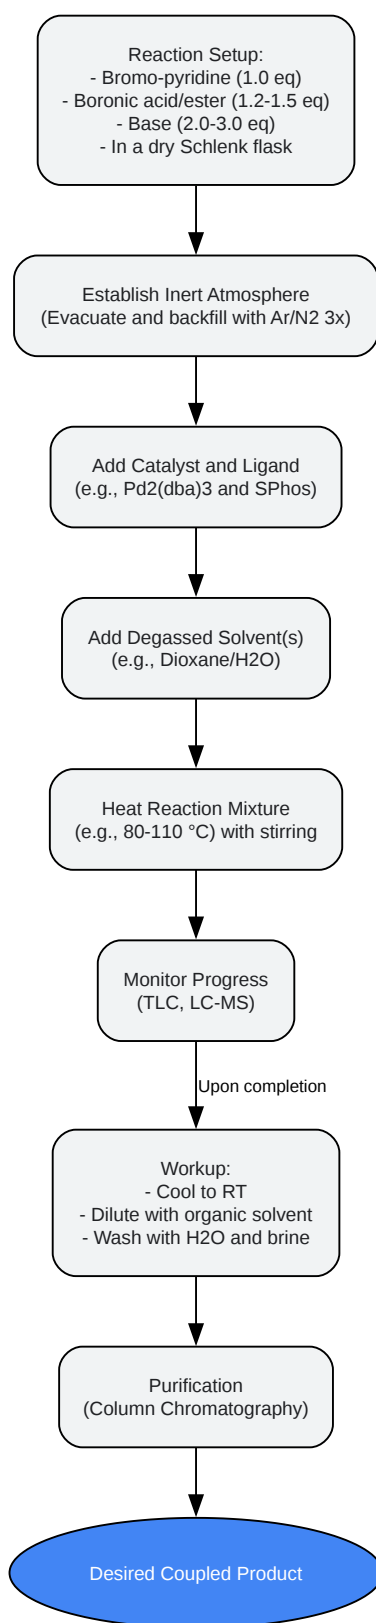 Reaction Setup:
- Bromo-pyridine (1.0 eq)
- Boronic acid/ester (1.2-1.5 eq)
- Base (2.0-3.0 eq)
- In a dry Schlenk flask
Establish Inert Atmosphere
(Evacuate and backfill with Ar/N2 3x)
Add Catalyst and Ligand
(e.g., Pd2(dba)3 and SPhos)
Add Degassed Solvent(s)
(e.g., Dioxane/H2O)
Heat Reaction Mixture
(e.g., 80-110 °C) with stirring
Monitor Progress
(TLC, LC-MS)
Upon completion
Workup:
- Cool to RT
- Dilute with organic solvent
- Wash with H2O and brine
Purification
(Column Chromatography)
Desired Coupled Product